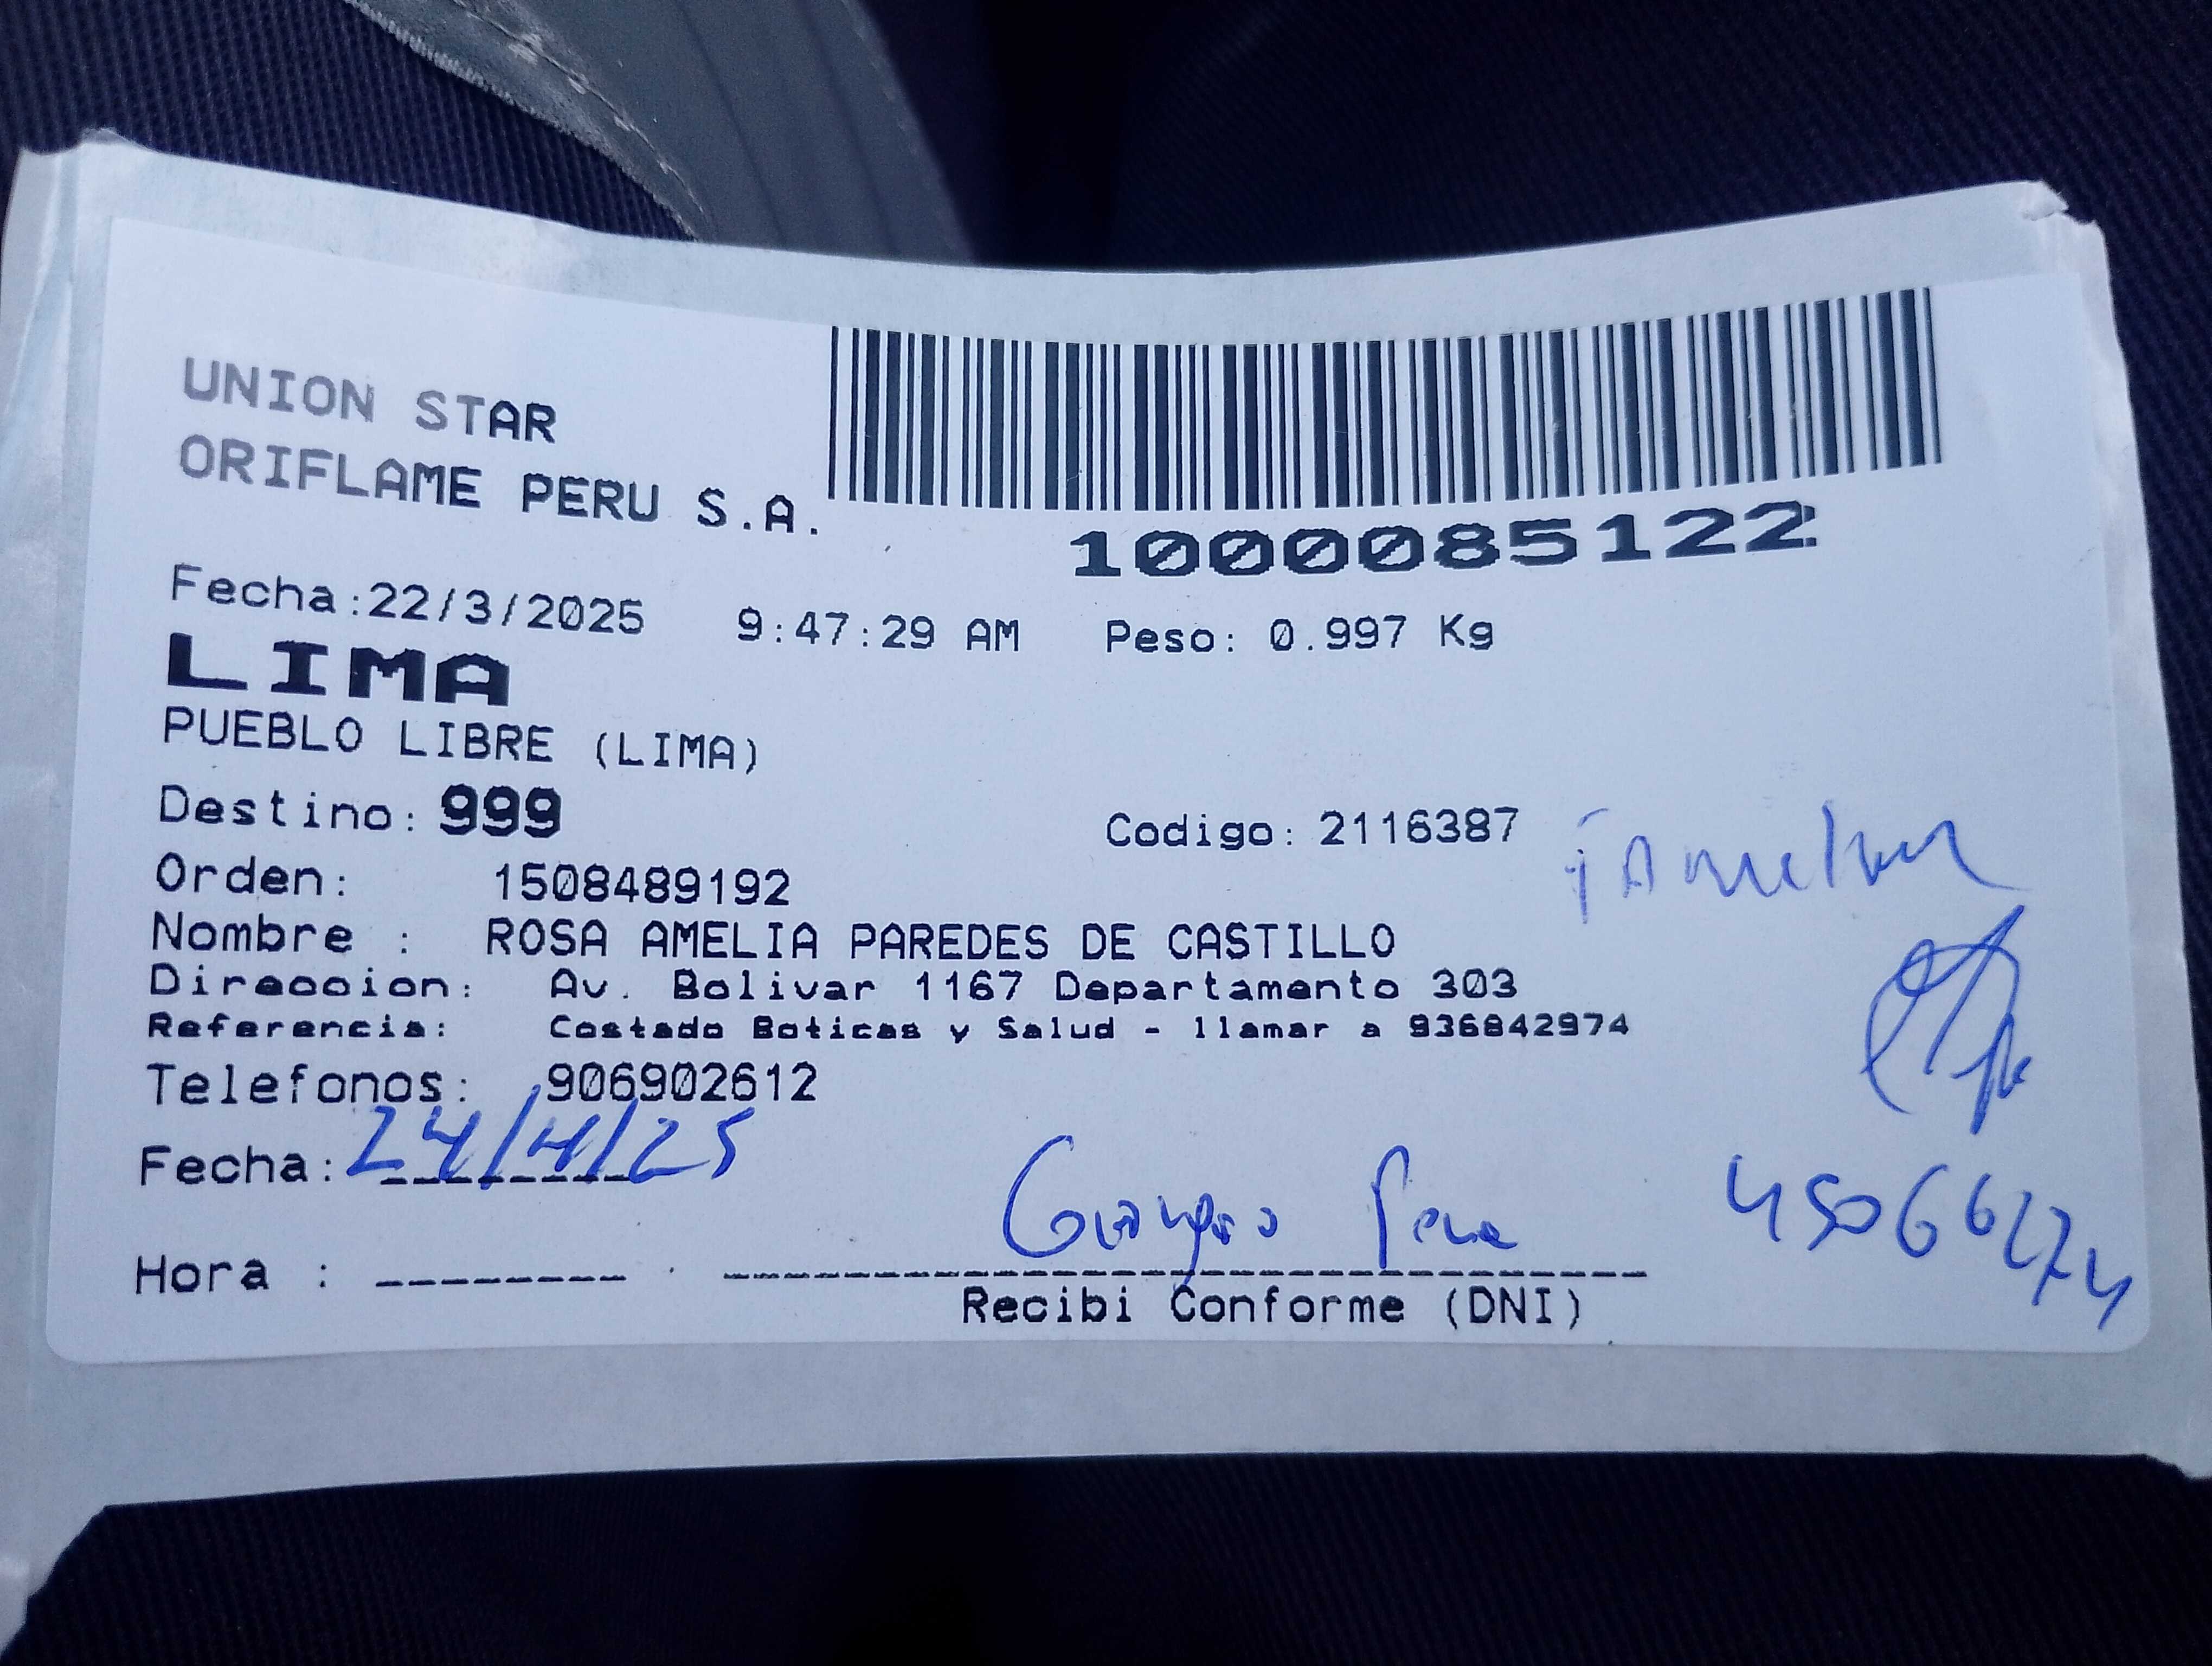 UNION STAR
ORIFLAME PERU S.A.
1000085122
Fecha:22/3/2025 9:47:29 AM Peso: 0.997 Kg
LIMA
PUEBLO LIBRE (LIMA)
Destino: 999 Codigo: 2116387
Orden: 1508489192
Nombre : ROSA AMELIA PAREDES DE CASTILLO
Direccion: Av. Bolivar 1167 Departamento 303
Referencia: Costado Boticas y Salud - llamar a 936842974
Telefonos: 906902612
Fecha: 24/4/25
Hora :
Recibi Conforme (DNI)